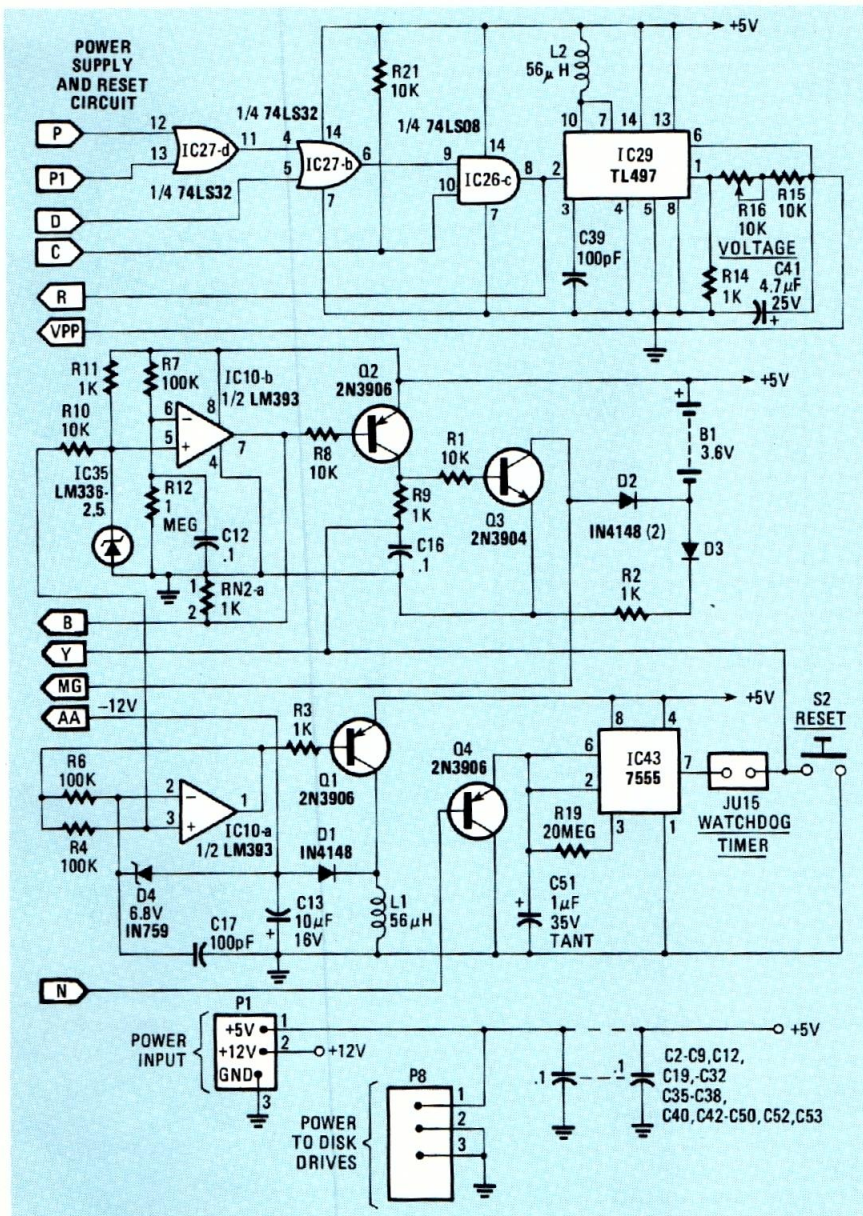 POWER
SUPPLY
AND RESET
CIRCUIT
+5V
L2
56μH
R21
10K
1/4 74LS32
1/4 74LS08
P
12
IC27-d
11
4
14
IC27-b
6
9
14
IC26-c
8
2
10
7
14
13
6
IC29
TL497
1
P1
13
1/4 74LS32
5
7
10
7
3
4
5
8
R16
10K
R15
10K
VOLTAGE
D
C
C39
100pF
R14
1K
C41
4.7μF
25V
+
R
VPP
R11
1K
R7
100K
IC10-b
1/2 LM393
Q2
2N3906
+5V
R10
10K
6
−
8
5
+
4
7
R8
10K
R1
10K
+
B1
3.6V
IC35
LM336-
2.5
R12
1
MEG
R9
1K
Q3
2N3904
D2
IN4148 (2)
D3
C12
.1
C16
.1
R2
1K
1
RN2-a
2
1K
B
Y
MG
AA
−12V
+5V
R3
1K
Q1
2N3906
Q4
2N3906
8
4
6
IC43
7555
7
2
3
1
S2
RESET
JU15
WATCHDOG
TIMER
R6
100K
2
−
1
R4
100K
3
+
IC10-a
1/2 LM393
D1
IN4148
R19
20MEG
D4
6.8V
IN759
C17
100pF
C13
10μF
16V
+
L1
56μH
+
C51
1μF
35V
TANT
N
P1
POWER
INPUT
+5V
1
+12V
2
+12V
GND
3
+5V
P8
POWER
TO DISK
DRIVES
1
2
3
.1
.1
C2-C9,C12,
C19,-C32
C35-C38,
C40,C42-C50,C52,C53